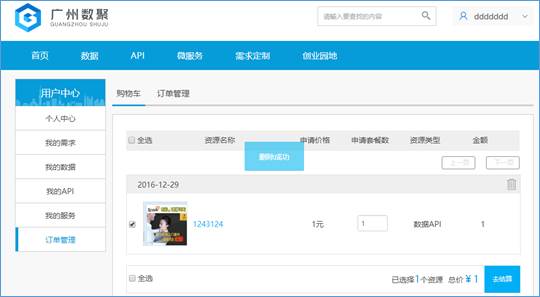 广州数聚
GUANGZHOU SHUJU
请输入要查找的内容
ddddddd
首页 数据 API 微服务 需求定制 创业园地
用户中心
购物车 订单管理
个人中心
我的需求
我的数据
我的API
我的服务
订单管理
全选 资源名称 申请价格 申请套餐数 资源类型 金额
删除成功
上一页 下一页
2016-12-29
1243124 1元 1 数据API 1
全选 已选择1个资源 总价 ¥ 1 去结算